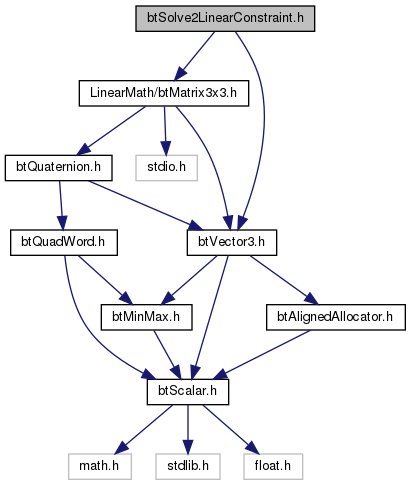 btSolve2LinearConstraint.h
LinearMath/btMatrix3x3.h
btQuaternion.h
stdio.h
btQuadWord.h
btVector3.h
btMinMax.h
btAlignedAllocator.h
btScalar.h
math.h
stdlib.h
float.h